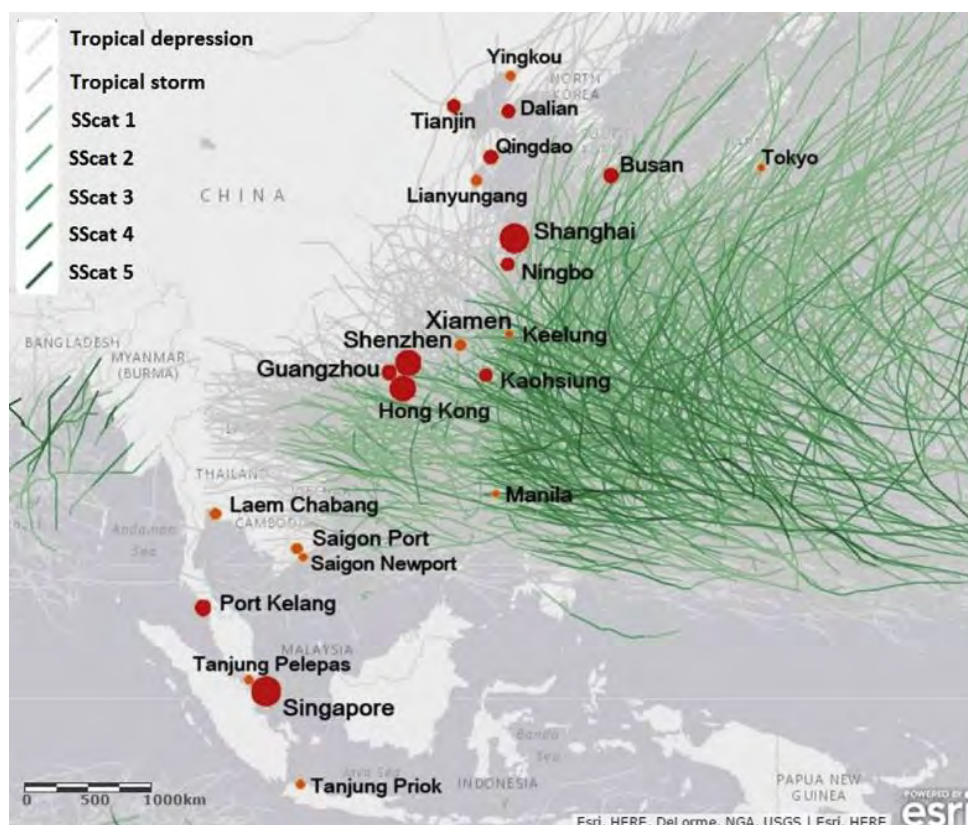 Tropical depression
Tropical storm
SScat 1
SScat 2
SScat 3
SScat 4
SScat 5
Yingkou
NORTH
KOREA
Dalian
Tianjin
Qingdao
Busan
Tokyo
CHINA
Lianyungang
Shanghai
Ningbo
BANGLADESH
MYANMAR
(BURMA)
Xiamen
Keelung
Shenzhen
Guangzhou
Kaohsiung
Hong Kong
THAILAND
Manila
Laem Chabang
Andaman
Sea
Saigon Port
Saigon Newport
Port Kelang
MALAYSIA
Tanjung Pelepas
Singapore
Banda
Sea
Java Sea
INDONESIA
Tanjung Priok
PAPUA NEW
GUINEA
0 500 1000km
POWERED BY
esri
Esri, HERE, DeLorme, NGA, USGS | Esri, HERE